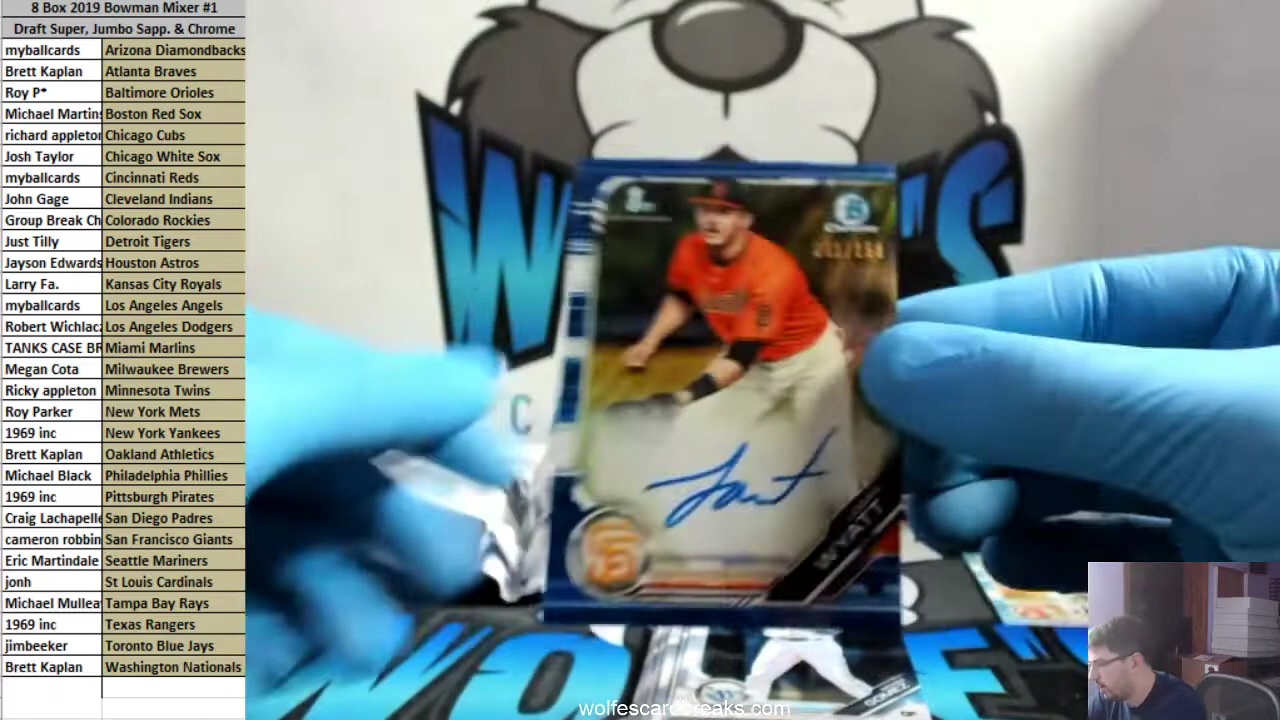 8 Box 2019 Bowman Mixer #1
Draft Super, Jumbo Sapp. & Chrome
myballcards Arizona Diamondbacks
Brett Kaplan Atlanta Braves
Roy P* Baltimore Orioles
Michael Martins Boston Red Sox
richard appleton Chicago Cubs
Josh Taylor Chicago White Sox
myballcards Cincinnati Reds
John Gage Cleveland Indians
Group Break Ch Colorado Rockies
Just Tilly Detroit Tigers
Jayson Edwards Houston Astros
Larry Fa. Kansas City Royals
myballcards Los Angeles Angels
Robert Wichlac Los Angeles Dodgers
TANKS CASE BR Miami Marlins
Megan Cota Milwaukee Brewers
Ricky appleton Minnesota Twins
Roy Parker New York Mets
1969 inc New York Yankees
Brett Kaplan Oakland Athletics
Michael Black Philadelphia Phillies
1969 inc Pittsburgh Pirates
Craig Lachapelle San Diego Padres
cameron robbin San Francisco Giants
Eric Martindale Seattle Mariners
jonh St Louis Cardinals
Michael Mullea Tampa Bay Rays
1969 inc Texas Rangers
jimbeeker Toronto Blue Jays
Brett Kaplan Washington Nationals
W "S
C
SF
WYATT
WO F"S
GOMEZ
wolfescardbreaks.com